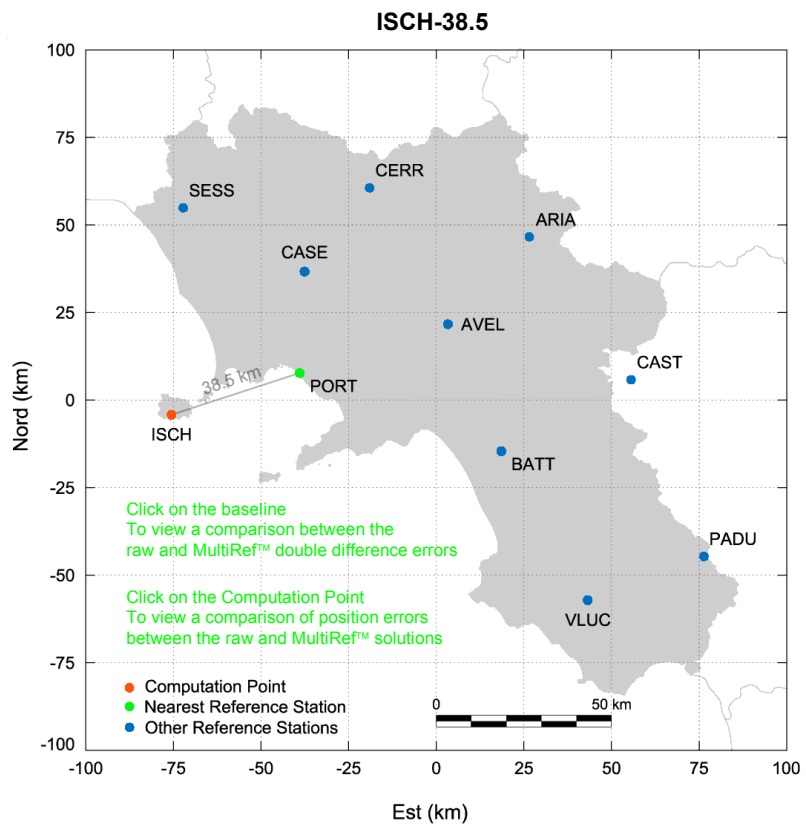 ISCH-38.5
100
75
50
25
0
-25
-50
-75
-100
Nord (km)
CERR
SESS
ARIA
CASE
AVEL
CAST
38.5 km
PORT
ISCH
BATT
PADU
VLUC
Click on the baseline
To view a comparison between the
raw and MultiRef™ double difference errors
Click on the Computation Point
To view a comparison of position errors
between the raw and MultiRef™ solutions
Computation Point
Nearest Reference Station
Other Reference Stations
0 50 km
-100 -75 -50 -25 0 25 50 75 100
Est (km)